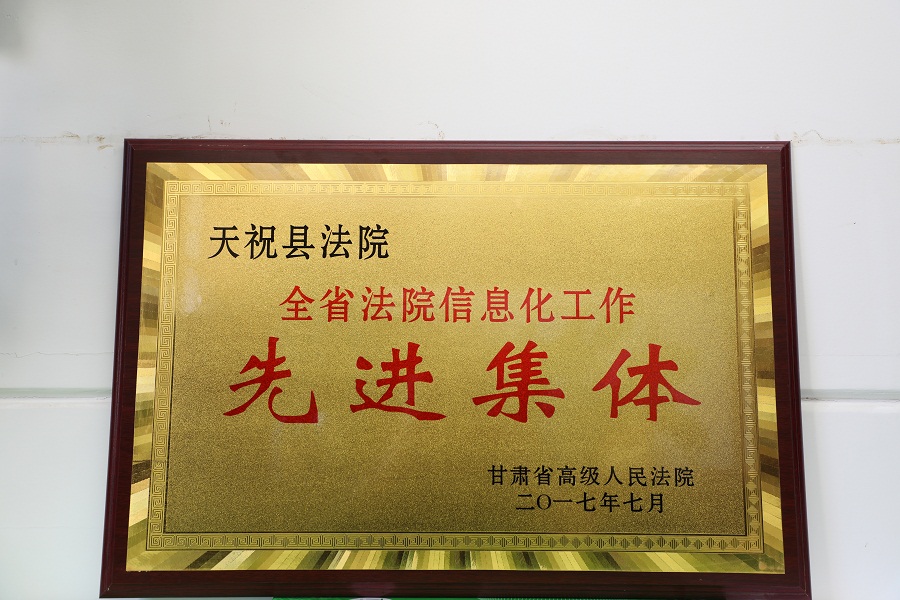 天祝县法院
全省法院信息化工作
先进集体
甘肃省高级人民法院
二〇一七年七月